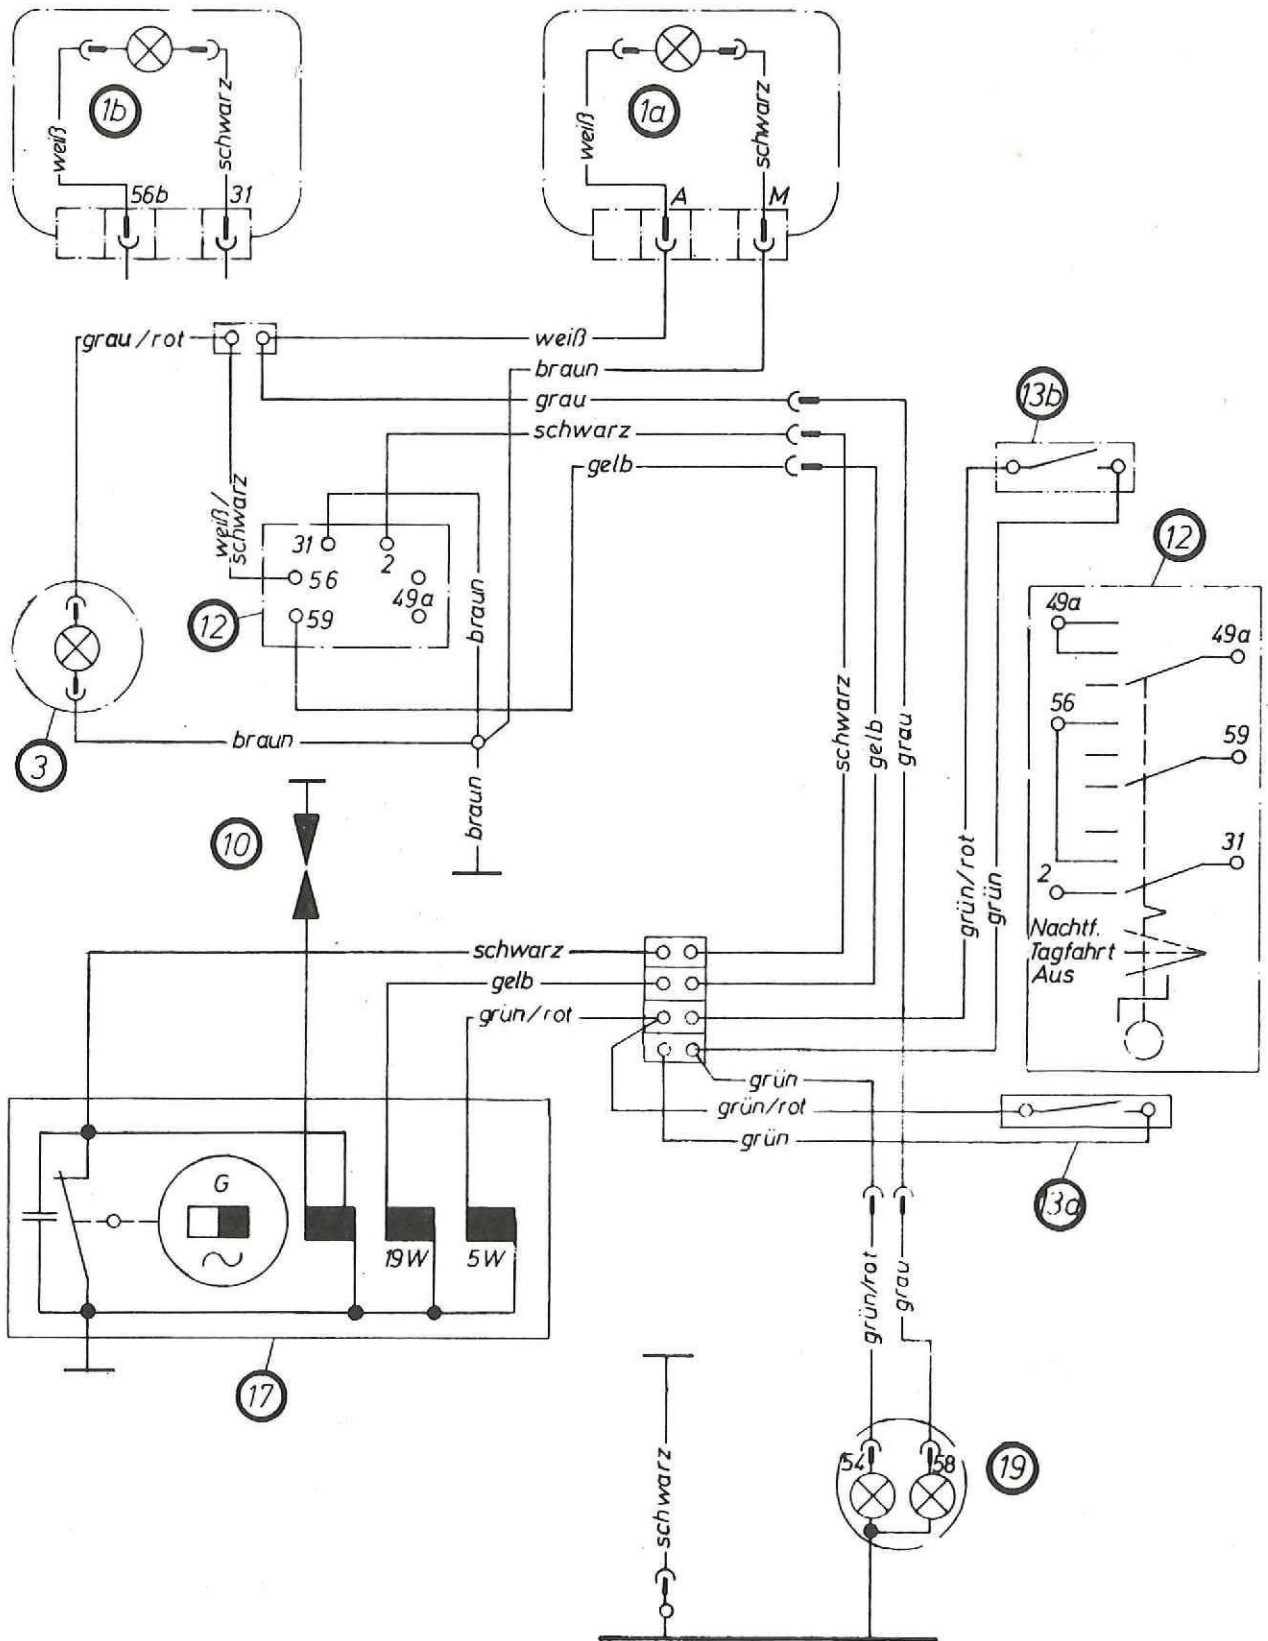 1b
weiß
schwarz
56b
31
1a
weiß
schwarz
A
M
grau/rot
weiß
braun
grau
schwarz
gelb
13b
weiß/
schwarz
31
2
56
49a
59
12
braun
12
49a
49a
56
59
31
2
Nachtf.
Tagfahrt
Aus
3
braun
braun
schwarz
gelb
grau
grün/rot
grün
10
schwarz
gelb
grün/rot
grün
grün/rot
grün
13a
G
19W
5W
17
grün/rot
grau
schwarz
54
58
19